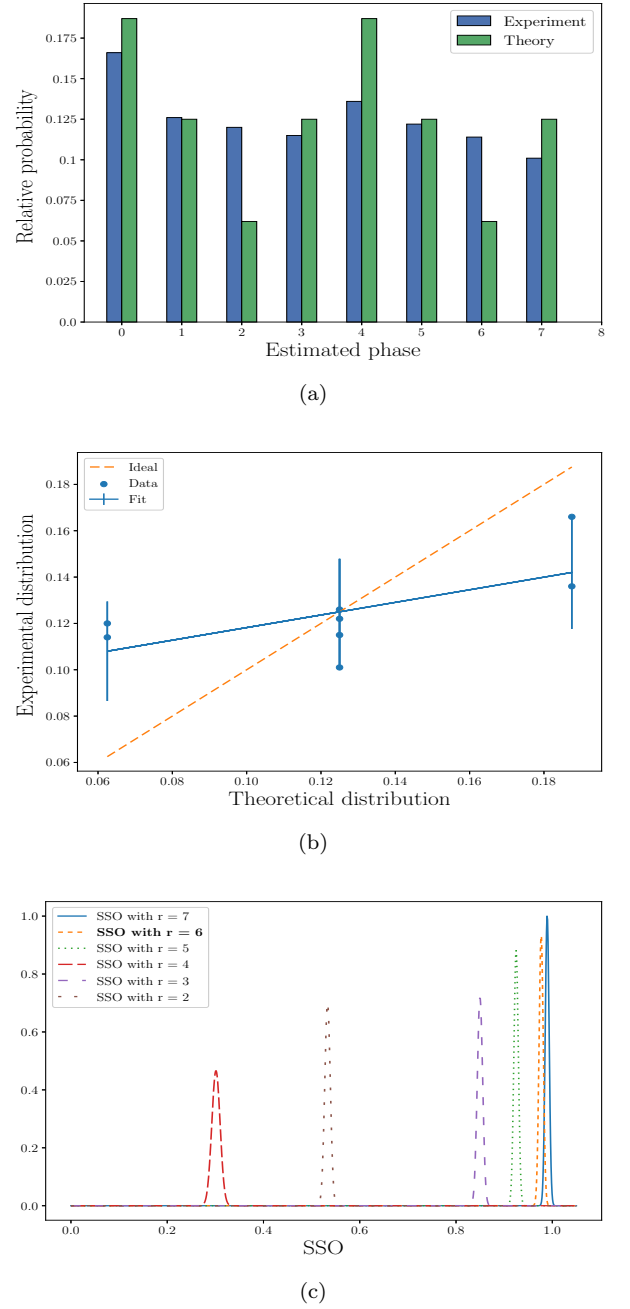 Relative probability
0.175
0.15
0.125
0.1
0.075
0.05
0.025
0.0
Experiment
Theory
0 1 2 3 4 5 6 7 8
Estimated phase
(a)
Experimental distribution
0.18
0.16
0.14
0.12
0.10
0.08
0.06
Ideal
Data
Fit
0.06 0.08 0.10 0.12 0.14 0.16 0.18
Theoretical distribution
(b)
1.0
0.8
0.6
0.4
0.2
0.0
SSO with r = 7
SSO with r = 6
SSO with r = 5
SSO with r = 4
SSO with r = 3
SSO with r = 2
0.0 0.2 0.4 0.6 0.8 1.0
SSO
(c)